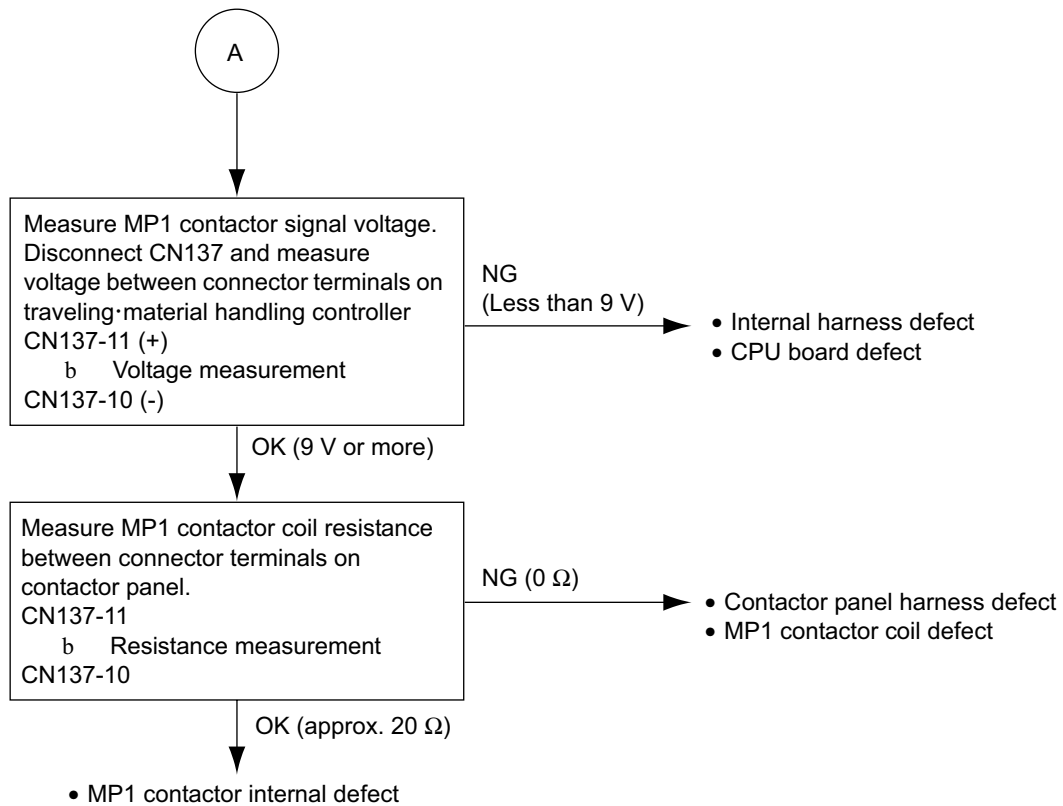 A
Measure MP1 contactor signal voltage.
Disconnect CN137 and measure
voltage between connector terminals on
traveling·material handling controller
CN137-11 (+)
b Voltage measurement
CN137-10 (-)
NG
(Less than 9 V)
• Internal harness defect
• CPU board defect
OK (9 V or more)
Measure MP1 contactor coil resistance
between connector terminals on
contactor panel.
CN137-11
b Resistance measurement
CN137-10
NG (0 Ω)
• Contactor panel harness defect
• MP1 contactor coil defect
OK (approx. 20 Ω)
• MP1 contactor internal defect